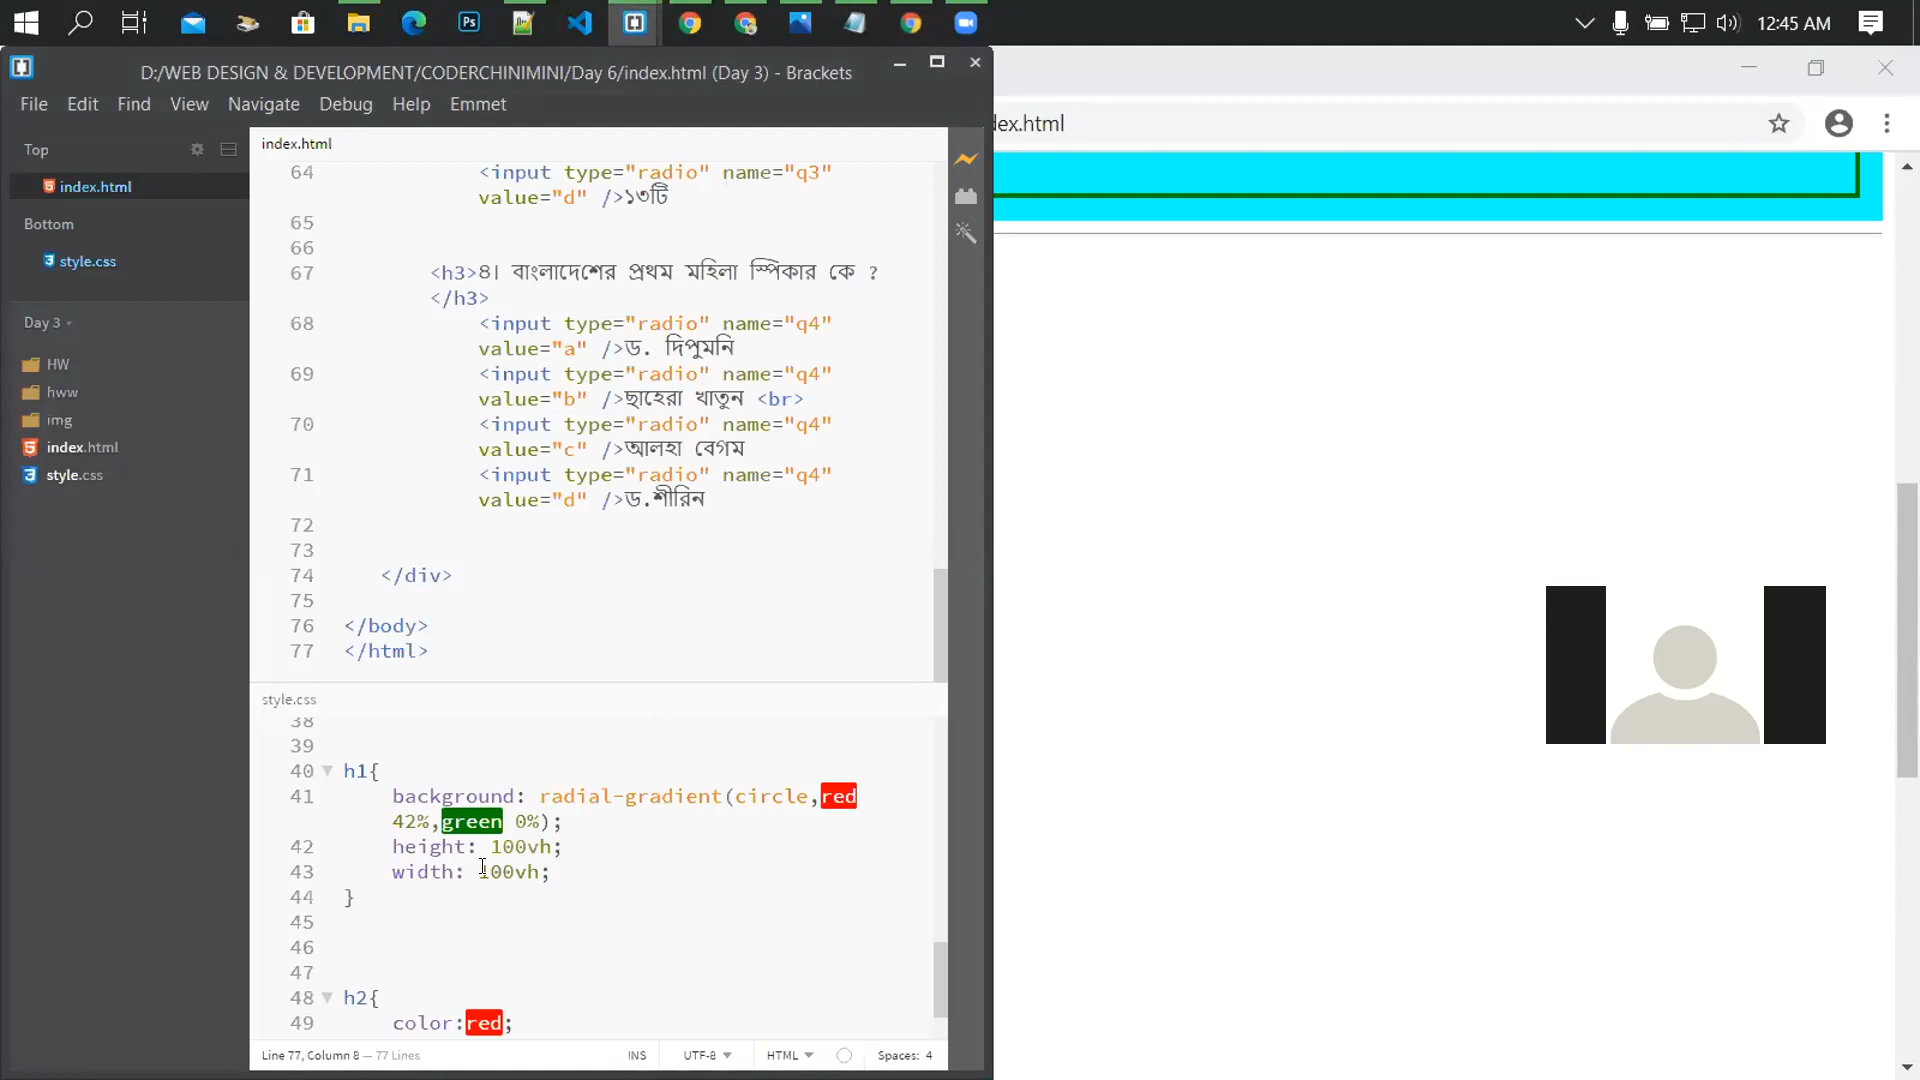 12:45 AM
D:/WEB DESIGN & DEVELOPMENT/CODERCHINIMINI/Day 6/index.html (Day 3) - Brackets
File Edit Find View Navigate Debug Help Emmet
Top
index.html
Bottom
style.css
Day 3
HW
hww
img
index.html
style.css
index.html
64 <input type="radio" name="q3"
value="d" />১৩টি
65
66
67 <h3>৪। বাংলাদেশের প্রথম মহিলা স্পিকার কে ?
</h3>
68 <input type="radio" name="q4"
value="a" />ড. দিপুমনি
69 <input type="radio" name="q4"
value="b" />ছাহেরা খাতুন <br>
70 <input type="radio" name="q4"
value="c" />আলহা বেগম
71 <input type="radio" name="q4"
value="d" />ড.শীরিন
72
73
74 </div>
75
76 </body>
77 </html>
style.css
38
39
40 h1{
41 background: radial-gradient(circle,red
42%,green 0%);
42 height: 100vh;
43 width: 100vh;
44 }
45
46
47
48 h2{
49 color:red;
Line 77, Column 8 — 77 Lines INS UTF-8 HTML Spaces: 4
dex.html
Ps